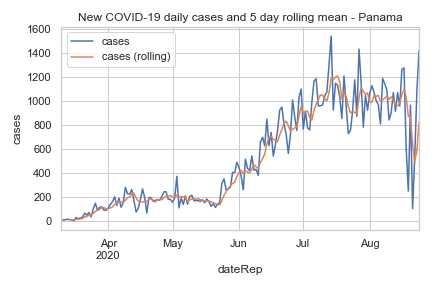 New COVID-19 daily cases and 5 day rolling mean - Panama
cases
cases (rolling)
1600
1400
1200
1000
800
600
400
200
0
cases
Apr
2020
May
Jun
Jul
Aug
dateRep